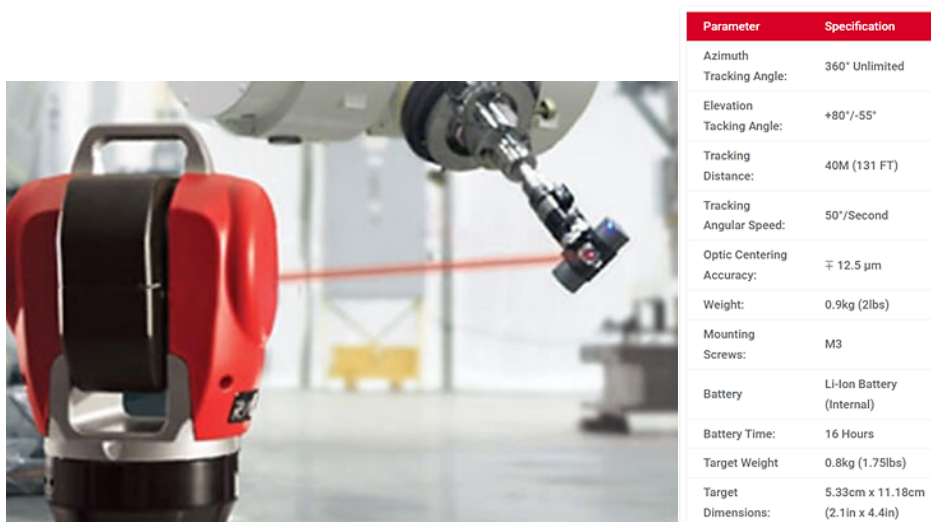 Parameter Specification
Azimuth
Tracking Angle:
360° Unlimited
Elevation
Tacking Angle:
+80°/-55°
Tracking
Distance:
40M (131 FT)
Tracking
Angular Speed:
50°/Second
Optic Centering
Accuracy:
∓ 12.5 µm
Weight: 0.9kg (2lbs)
Mounting
Screws:
M3
Battery
Li-Ion Battery
(Internal)
Battery Time: 16 Hours
Target Weight 0.8kg (1.75lbs)
Target
Dimensions:
5.33cm x 11.18cm
(2.1in x 4.4in)